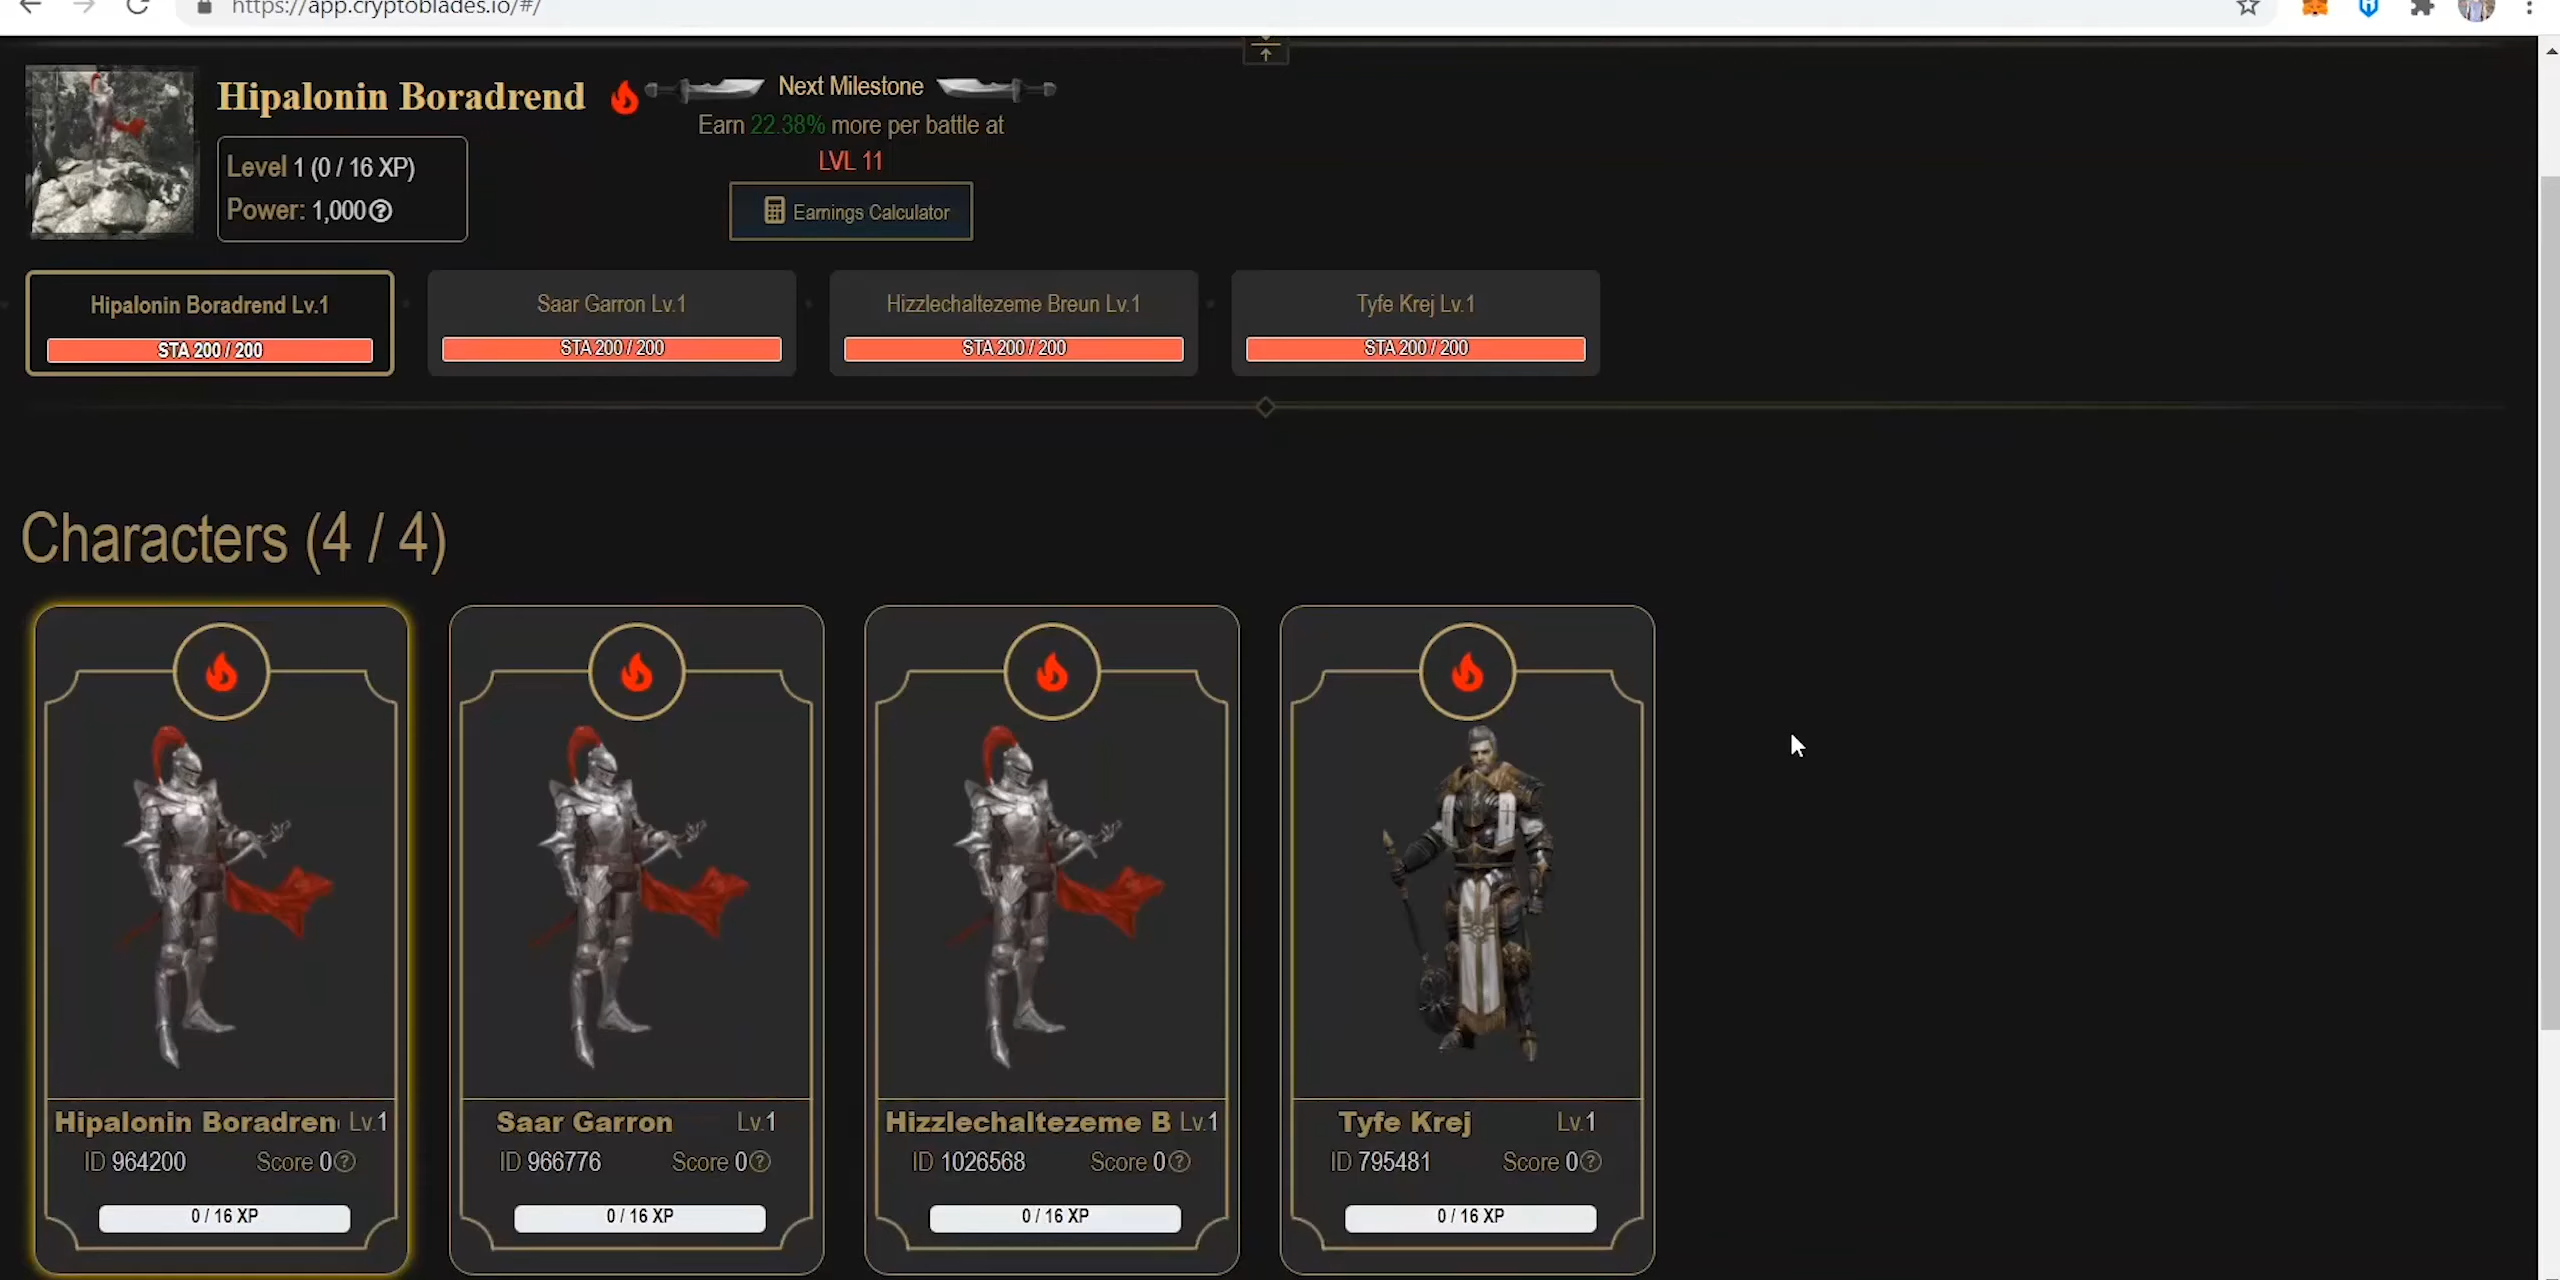 https://app.cryptoblades.io/#/
Hipalonin Boradrend
Next Milestone
Earn 22.38% more per battle at
LVL 11
Level 1 (0 / 16 XP)
Power: 1,000
Earnings Calculator
Hipalonin Boradrend Lv.1
STA 200 / 200
Saar Garron Lv.1
STA 200 / 200
Hizzlechaltezeme Breun Lv.1
STA 200 / 200
Tyfe Krej Lv.1
STA 200 / 200
Characters (4 / 4)
Hipalonin Boradren Lv.1
ID 964200 Score 0
0 / 16 XP
Saar Garron Lv.1
ID 966776 Score 0
0 / 16 XP
Hizzlechaltezeme B Lv.1
ID 1026568 Score 0
0 / 16 XP
Tyfe Krej Lv.1
ID 795481 Score 0
0 / 16 XP